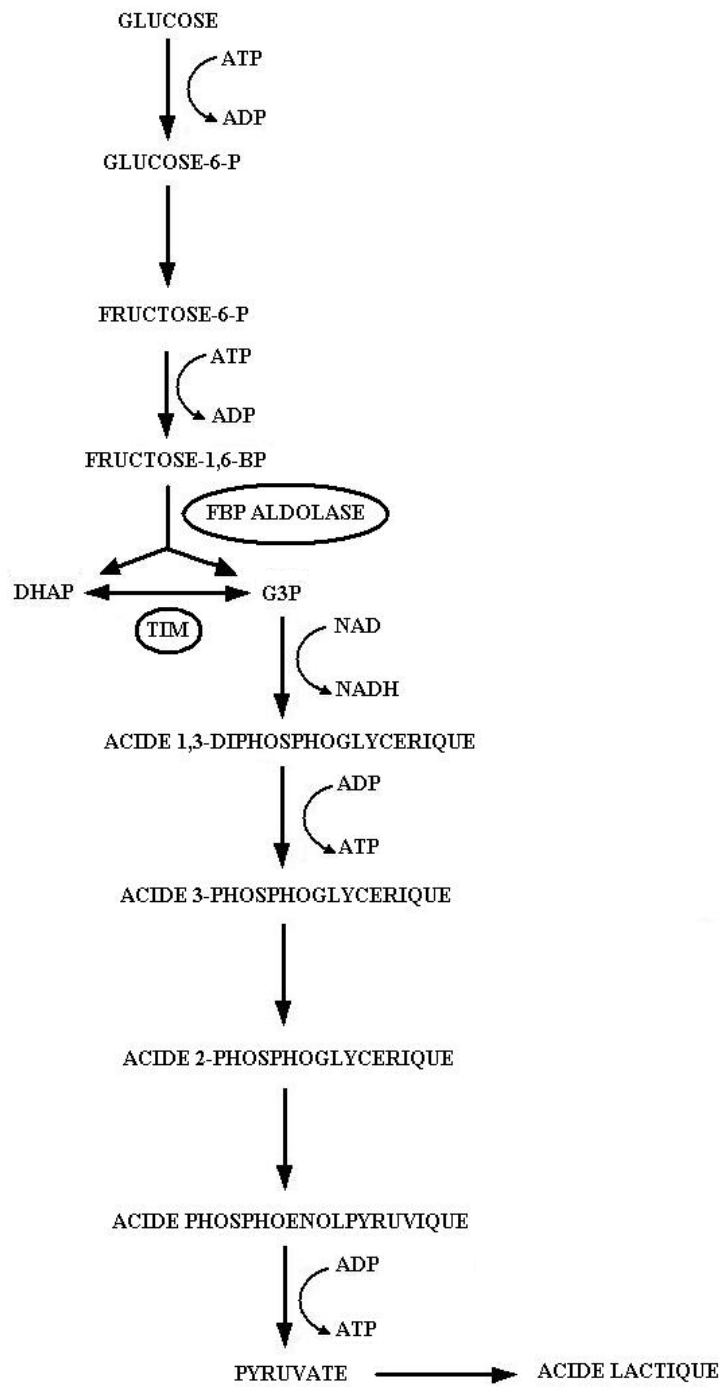 GLUCOSE
ATP
ADP
GLUCOSE-6-P
FRUCTOSE-6-P
ATP
ADP
FRUCTOSE-1,6-BP
FBP ALDOLASE
DHAP
G3P
TIM
NAD
NADH
ACIDE 1,3-DIPHOSPHOGLYCERIQUE
ADP
ATP
ACIDE 3-PHOSPHOGLYCERIQUE
ACIDE 2-PHOSPHOGLYCERIQUE
ACIDE PHOSPHOENOLPYRUVIQUE
ADP
ATP
PYRUVATE
ACIDE LACTIQUE